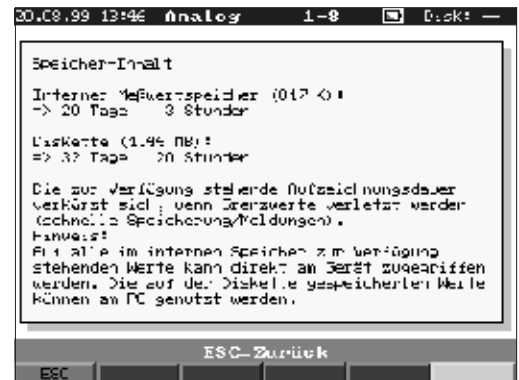 20.08.99 13:46 Analog 1-8 Disk: —
Speicher-Inhalt
Interner Meßwertspeicher (017 K):
=> 20 Tage 3 Stunden
Diskette (1.44 MB):
=> 32 Tage 20 Stunden
Die zur Verfügung stehende Aufzeichnungsdauer
verkürzt sich, wenn Grenzwerte verletzt werden
(schnelle Speicherung/Meldungen).
Hinweis:
Auf alle im internen Speicher zur Verfügung
stehenden Werte kann direkt am Gerät zugegriffen
werden. Die auf der Diskette gespeicherten Werte
können am PC genutzt werden.
ESC=Zurück
ESC